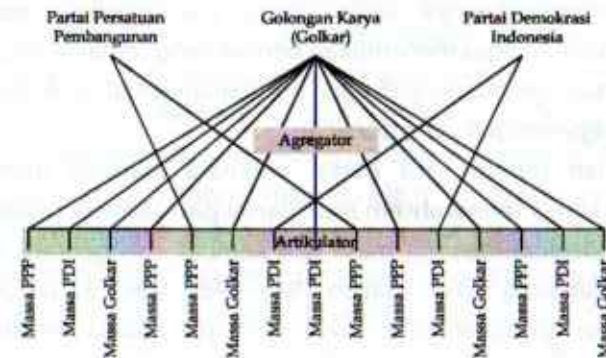 Partai Persatuan
Pembangunan
Golongan Karya
(Golkar)
Partai Demokrasi
Indonesia
Agregator
Artikulator
Massa PPP
Massa PDI
Massa Golkar
Massa PPP
Massa PPP
Massa Golkar
Massa PDI
Massa PDI
Massa PPP
Massa PPP
Massa PDI
Massa Golkar
Massa PPP
Massa PDI
Massa Golkar